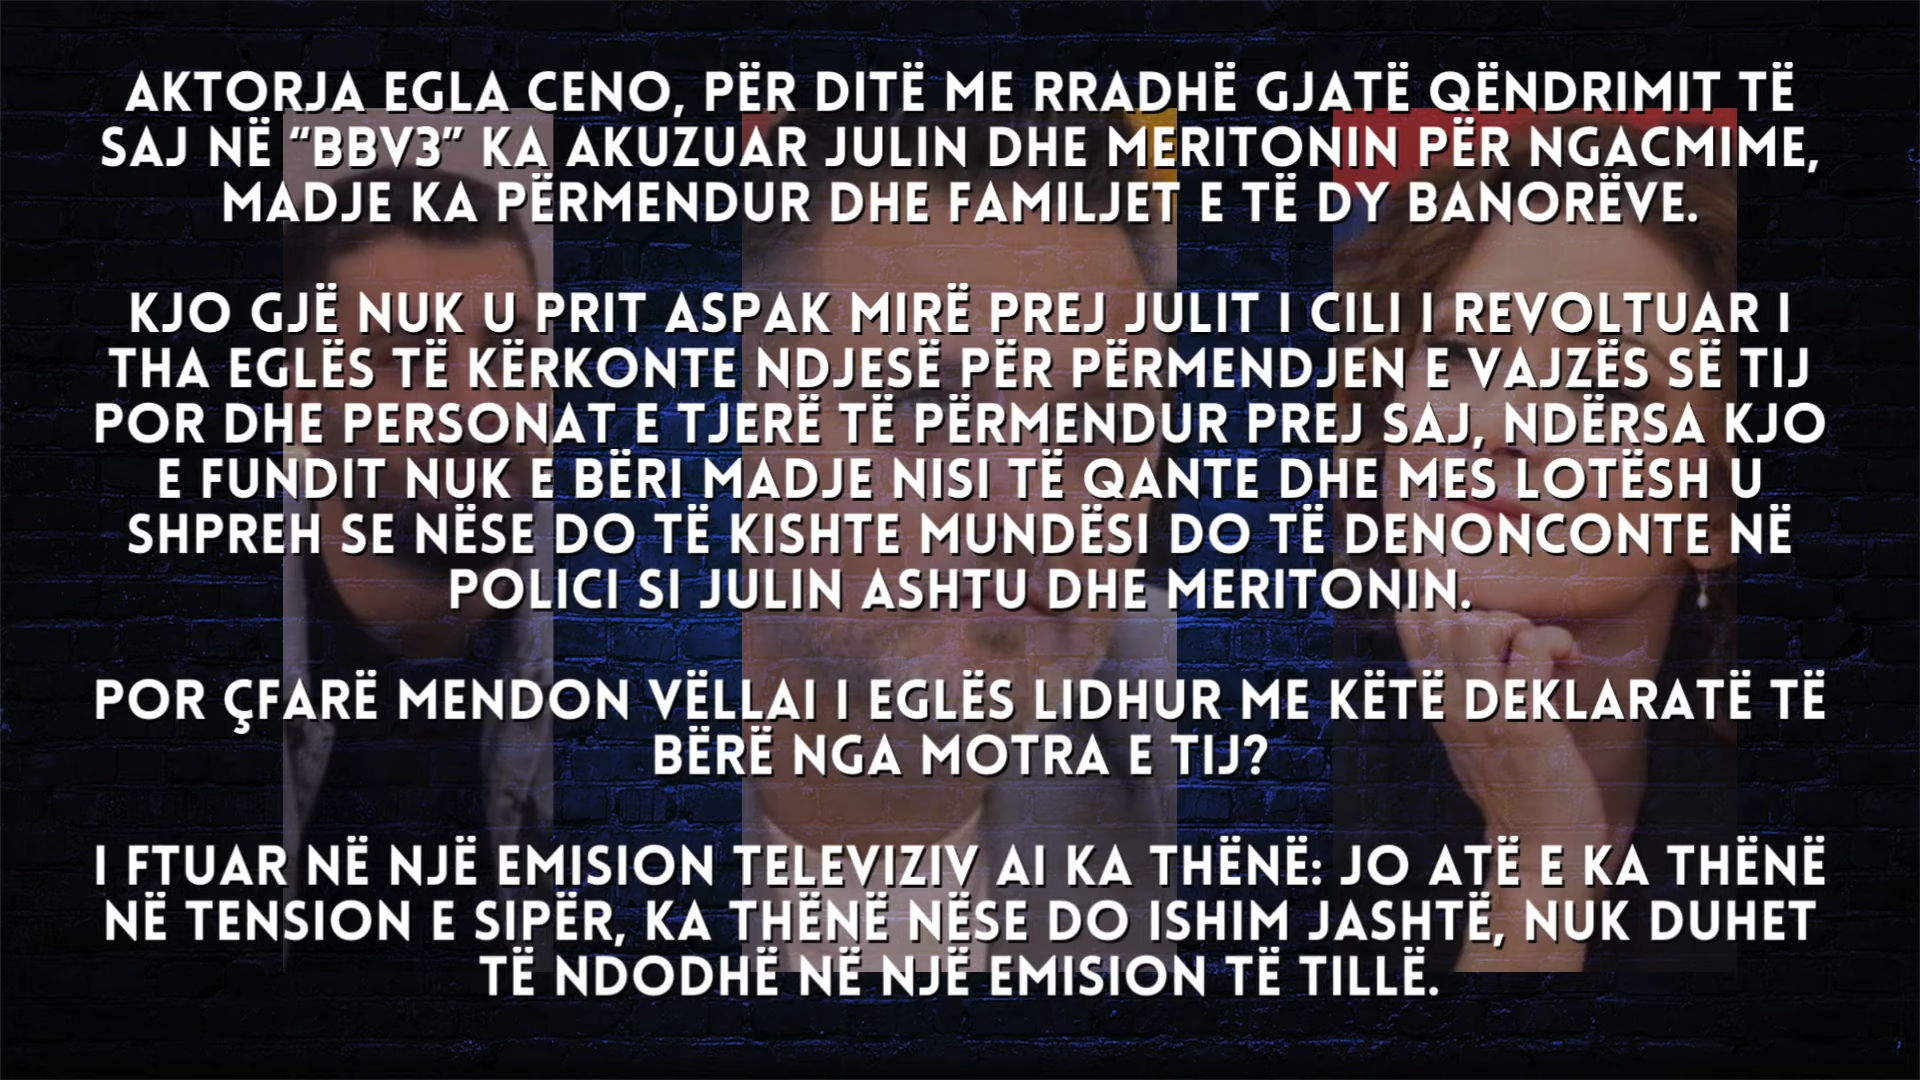 AKTORJA EGLA CENO, PËR DITË ME RRADHË GJATË QËNDRIMIT TË
SAJ NË “BBV3” KA AKUZUAR JULIN DHE MERITONIN PËR NGACMIME,
MADJE KA PËRMENDUR DHE FAMILJET E TË DY BANORËVE.
KJO GJË NUK U PRIT ASPAK MIRË PREJ JULIT I CILI I REVOLTUAR I
THA EGLËS TË KËRKONTE NDJESË PËR PËRMENDJEN E VAJZËS SË TIJ
POR DHE PERSONAT E TJERË TË PËRMENDUR PREJ SAJ, NDËRSA KJO
E FUNDIT NUK E BËRI MADJE NISI TË QANTE DHE MES LOTËSH U
SHPREH SE NËSE DO TË KISHTE MUNDËSI DO TË DENONCONTE NË
POLICI SI JULIN ASHTU DHE MERITONIN.
POR ÇFARË MENDON VËLLAI I EGLËS LIDHUR ME KËTË DEKLARATË TË
BËRË NGA MOTRA E TIJ?
I FTUAR NË NJË EMISION TELEVIZIV AI KA THËNË: JO ATË E KA THËNË
NË TENSION E SIPËR, KA THËNË NËSE DO ISHIM JASHTË, NUK DUHET
TË NDODHË NË NJË EMISION TË TILLË.